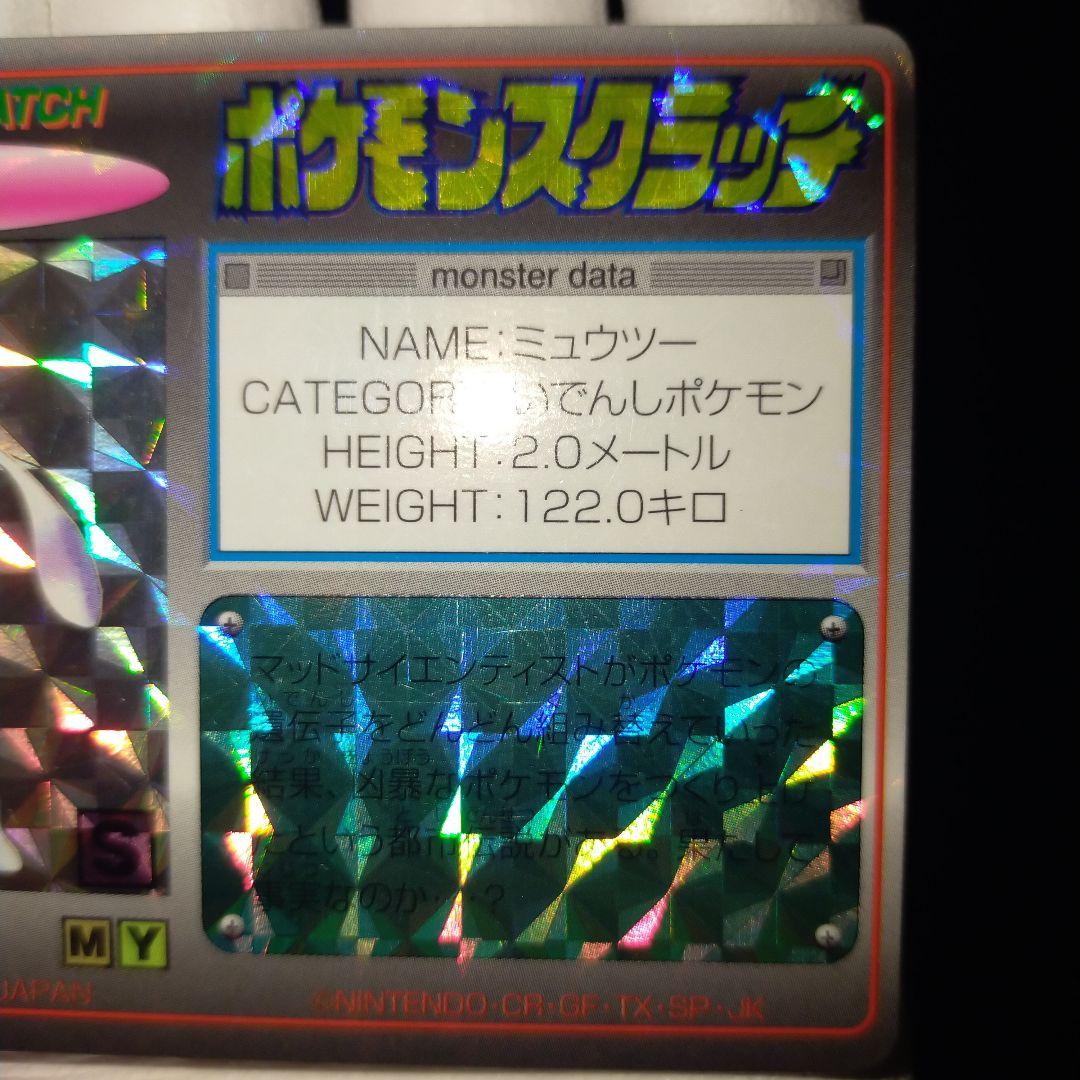 ATCH
ポケモンスクラッチ
monster data
NAME:ミュウツー
CATEGOR いでんしポケモン
HEIGHT:2.0メートル
WEIGHT:122.0キロ
マッドサイエンティストがポケモンの
遺伝子をどんどん組み替えていった
結果、凶暴なポケモンをつくり上げ
たという都市伝説がある。果たして
事実なのか…?
S
M Y
JAPAN
©NINTENDO・CR・GF・TX・SP・JK